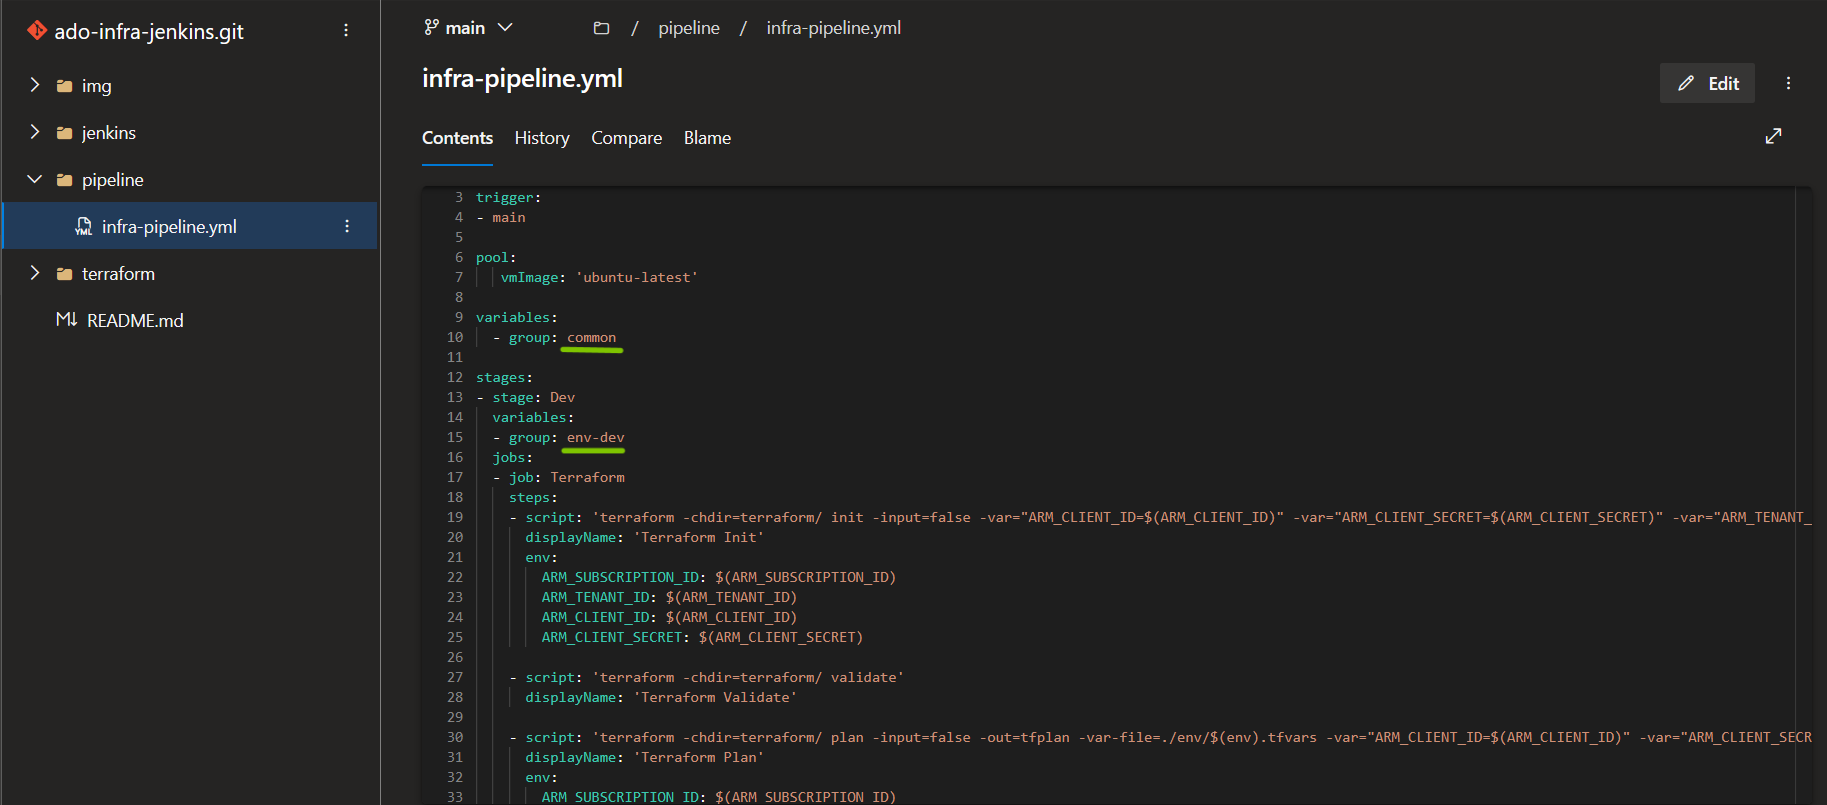 ado-infra-jenkins.git
img
jenkins
pipeline
YML infra-pipeline.yml
terraform
README.md
main
/ pipeline / infra-pipeline.yml
infra-pipeline.yml
Edit
Contents History Compare Blame
3 trigger:
4 - main
5
6 pool:
7 vmImage: 'ubuntu-latest'
8
9 variables:
10 - group: common
11
12 stages:
13 - stage: Dev
14 variables:
15 - group: env-dev
16 jobs:
17 - job: Terraform
18 steps:
19 - script: 'terraform -chdir=terraform/ init -input=false -var="ARM_CLIENT_ID=$(ARM_CLIENT_ID)" -var="ARM_CLIENT_SECRET=$(ARM_CLIENT_SECRET)" -var="ARM_TENANT_
20 displayName: 'Terraform Init'
21 env:
22 ARM_SUBSCRIPTION_ID: $(ARM_SUBSCRIPTION_ID)
23 ARM_TENANT_ID: $(ARM_TENANT_ID)
24 ARM_CLIENT_ID: $(ARM_CLIENT_ID)
25 ARM_CLIENT_SECRET: $(ARM_CLIENT_SECRET)
26
27 - script: 'terraform -chdir=terraform/ validate'
28 displayName: 'Terraform Validate'
29
30 - script: 'terraform -chdir=terraform/ plan -input=false -out=tfplan -var-file=./env/$(env).tfvars -var="ARM_CLIENT_ID=$(ARM_CLIENT_ID)" -var="ARM_CLIENT_SECR
31 displayName: 'Terraform Plan'
32 env:
33 ARM_SUBSCRIPTION_ID: $(ARM_SUBSCRIPTION_ID)